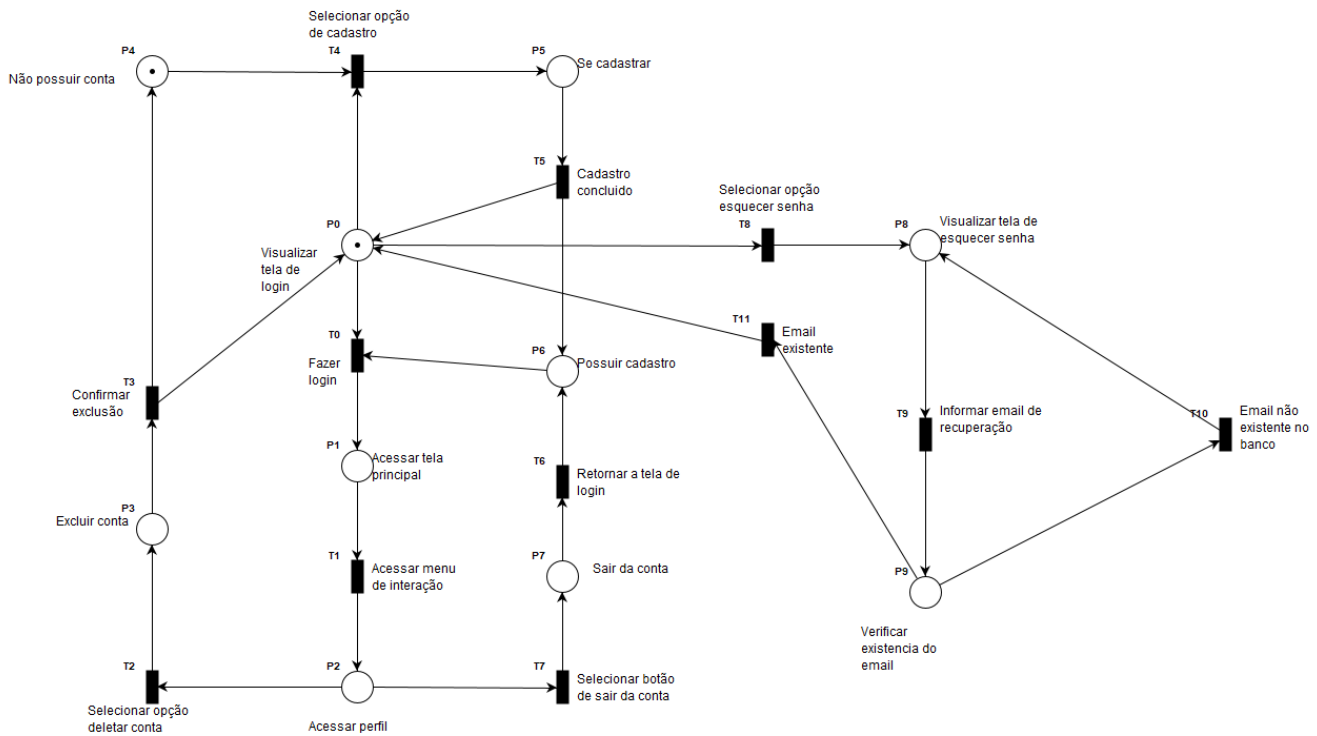 Selecionar opção
de cadastro
P4
T4
P5
Se cadastrar
Não possuir conta
T5
Cadastro
concluido
Selecionar opção
esquecer senha
P0
T8
P8
Visualizar tela de
esquecer senha
Visualizar
tela de
login
T11
Email
existente
T0
Fazer
login
P6
Possuir cadastro
T3
Confirmar
exclusão
T9
Informar email de
recuperação
T10
Email não
existente no
banco
P1
Acessar tela
principal
T6
Retornar a tela de
login
P3
Excluir conta
T1
Acessar menu
de interação
P7
Sair da conta
P9
Verificar
existencia do
email
T2
Selecionar opção
deletar conta
P2
Acessar perfil
T7
Selecionar botão
de sair da conta